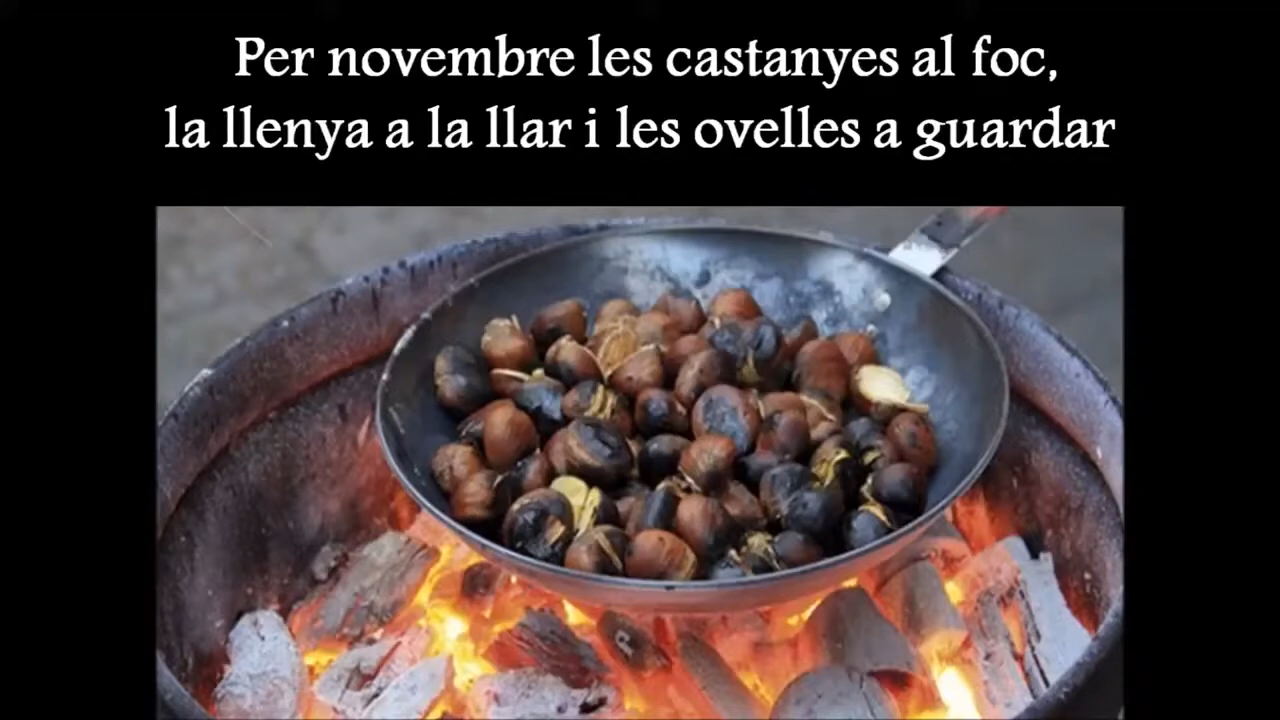 Per novembre les castanyes al foc,
la llenya a la llar i les ovelles a guardar